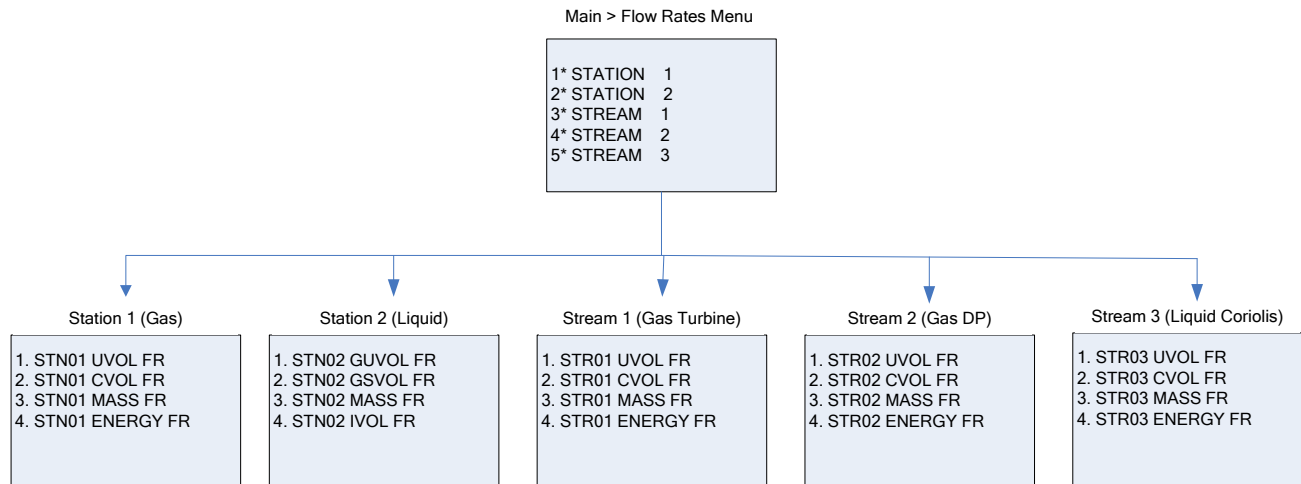 Main > Flow Rates Menu
1* STATION 1
2* STATION 2
3* STREAM 1
4* STREAM 2
5* STREAM 3
Station 1 (Gas)
1. STN01 UVOL FR
2. STN01 CVOL FR
3. STN01 MASS FR
4. STN01 ENERGY FR
Station 2 (Liquid)
1. STN02 GUVOL FR
2. STN02 GSVOL FR
3. STN02 MASS FR
4. STN02 IVOL FR
Stream 1 (Gas Turbine)
1. STR01 UVOL FR
2. STR01 CVOL FR
3. STR01 MASS FR
4. STR01 ENERGY FR
Stream 2 (Gas DP)
1. STR02 UVOL FR
2. STR02 CVOL FR
3. STR02 MASS FR
4. STR02 ENERGY FR
Stream 3 (Liquid Coriolis)
1. STR03 UVOL FR
2. STR03 CVOL FR
3. STR03 MASS FR
4. STR03 ENERGY FR